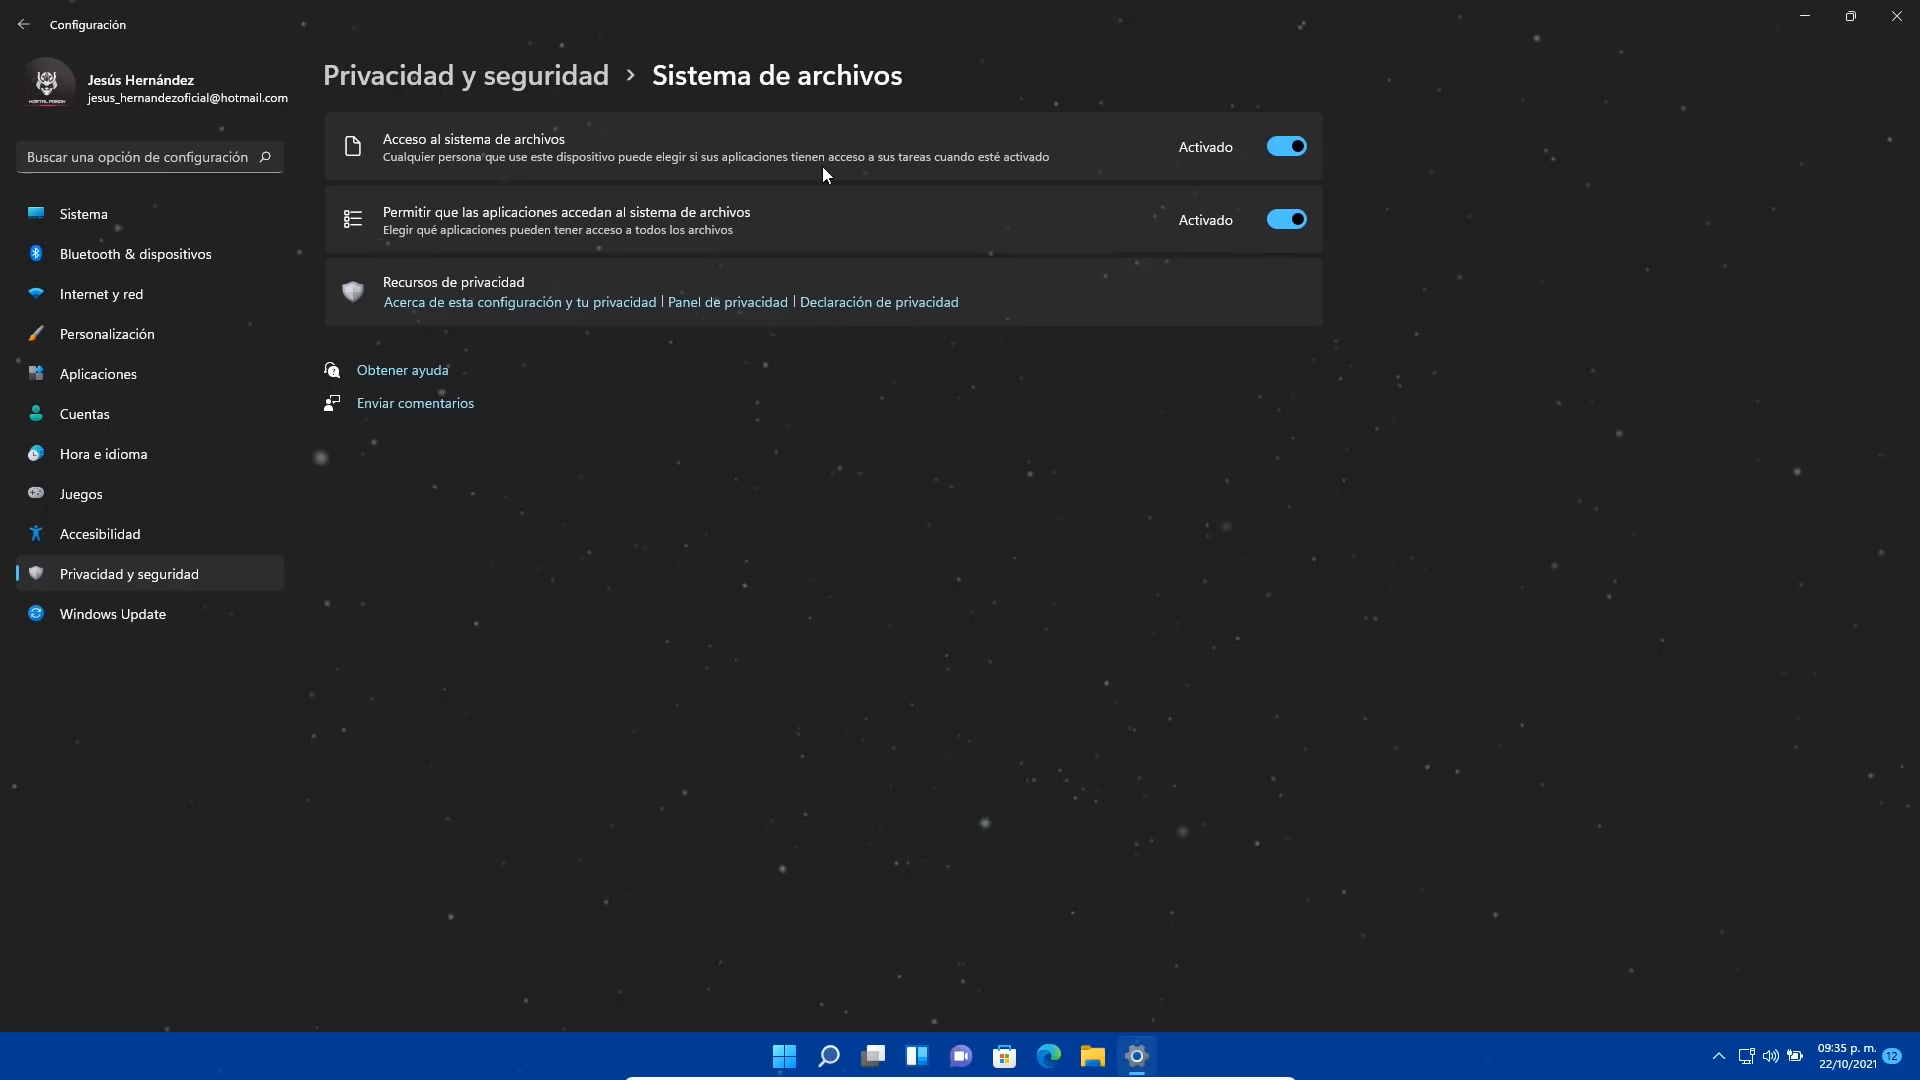 Configuración
Jesús Hernández
jesus_hernandezoficial@hotmail.com
Buscar una opción de configuración
Sistema
Bluetooth & dispositivos
Internet y red
Personalización
Aplicaciones
Cuentas
Hora e idioma
Juegos
Accesibilidad
Privacidad y seguridad
Windows Update
Privacidad y seguridad › Sistema de archivos
Acceso al sistema de archivos
Cualquier persona que use este dispositivo puede elegir si sus aplicaciones tienen acceso a sus tareas cuando esté activado
Activado
Permitir que las aplicaciones accedan al sistema de archivos
Elegir qué aplicaciones pueden tener acceso a todos los archivos
Activado
Recursos de privacidad
Acerca de esta configuración y tu privacidad | Panel de privacidad | Declaración de privacidad
Obtener ayuda
Enviar comentarios
09:35 p. m.
22/10/2021
12